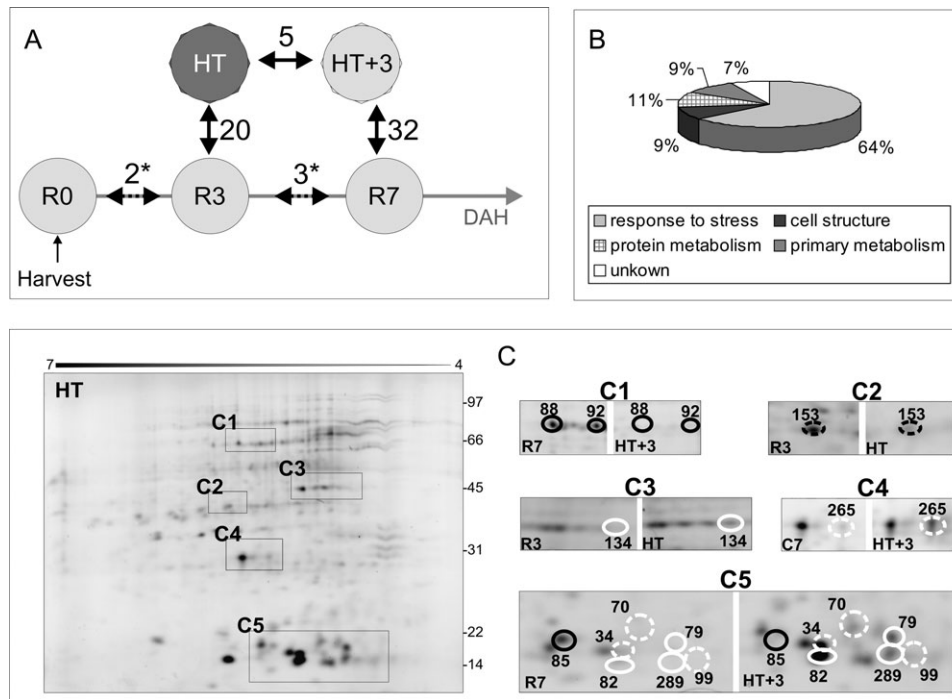 A
HT
5
HT+3
20
32
R0
2*
R3
3*
R7
DAH
Harvest
B
9%
7%
11%
9%
64%
response to stress
cell structure
protein metabolism
primary metabolism
unkown
7
4
HT
C1
C3
C2
C4
C5
-97
-66
-45
-31
-22
-14
C
C1
88 92 88 92
R7 HT+3
C2
153 153
R3 HT
C3
R3 134 HT 134
C4
265 265
C7 HT+3
C5
70 70
34 79 34 79
85 85
82 289 99 82 289 99
R7 HT+3